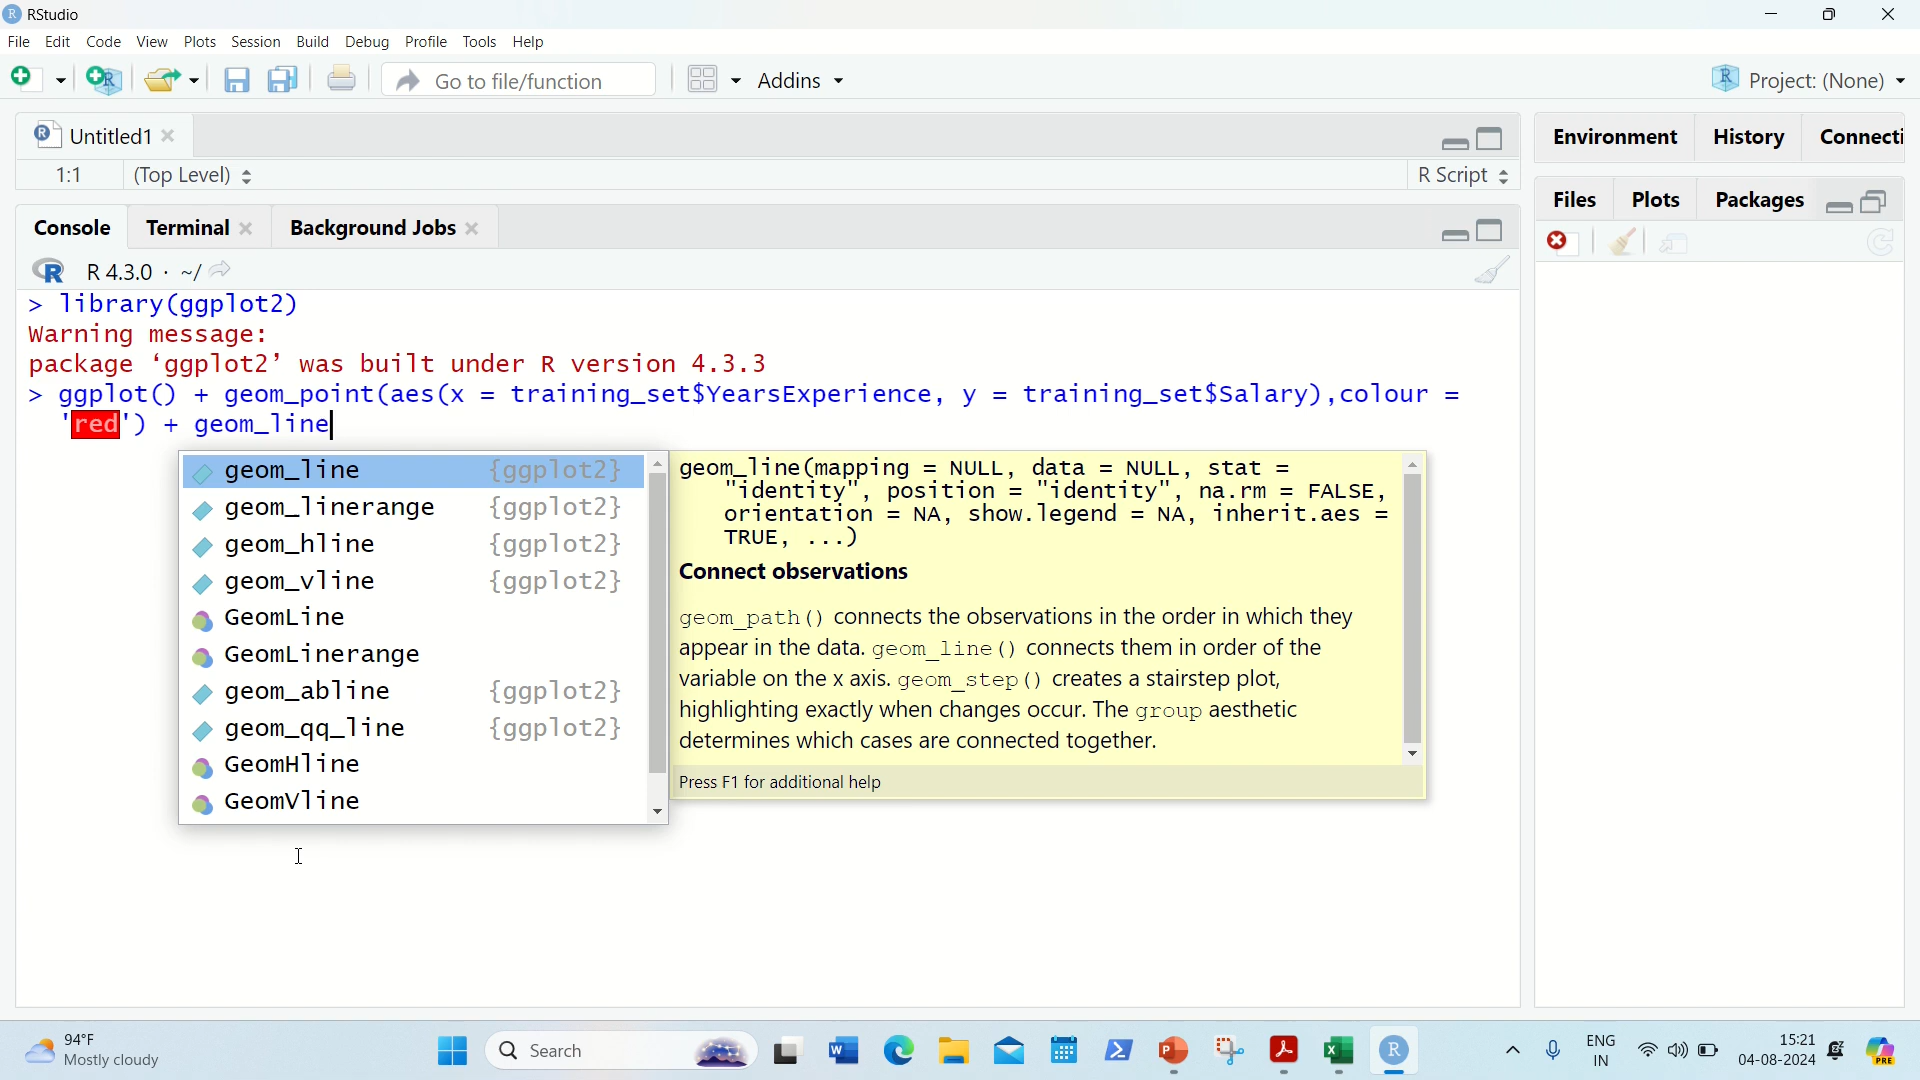 RStudio
File Edit Code View Plots Session Build Debug Profile Tools Help
Go to file/function Addins Project: (None)
Untitled1
1:1 (Top Level) R Script
Environment History Connecti
Files Plots Packages
Console Terminal Background Jobs
R 4.3.0 · ~/
> library(ggplot2)
Warning message:
package ‘ggplot2’ was built under R version 4.3.3
> ggplot() + geom_point(aes(x = training_set$YearsExperience, y = training_set$Salary),colour =
'red') + geom_line
geom_line {ggplot2}
geom_linerange {ggplot2}
geom_hline {ggplot2}
geom_vline {ggplot2}
GeomLine
GeomLinerange
geom_abline {ggplot2}
geom_qq_line {ggplot2}
GeomHline
GeomVline
geom_line(mapping = NULL, data = NULL, stat =
"identity", position = "identity", na.rm = FALSE,
orientation = NA, show.legend = NA, inherit.aes =
TRUE, ...)
Connect observations
geom_path() connects the observations in the order in which they
appear in the data. geom_line() connects them in order of the
variable on the x axis. geom_step() creates a stairstep plot,
highlighting exactly when changes occur. The group aesthetic
determines which cases are connected together.
Press F1 for additional help
94°F
Mostly cloudy
Search
ENG
IN
15:21
04-08-2024
PRE